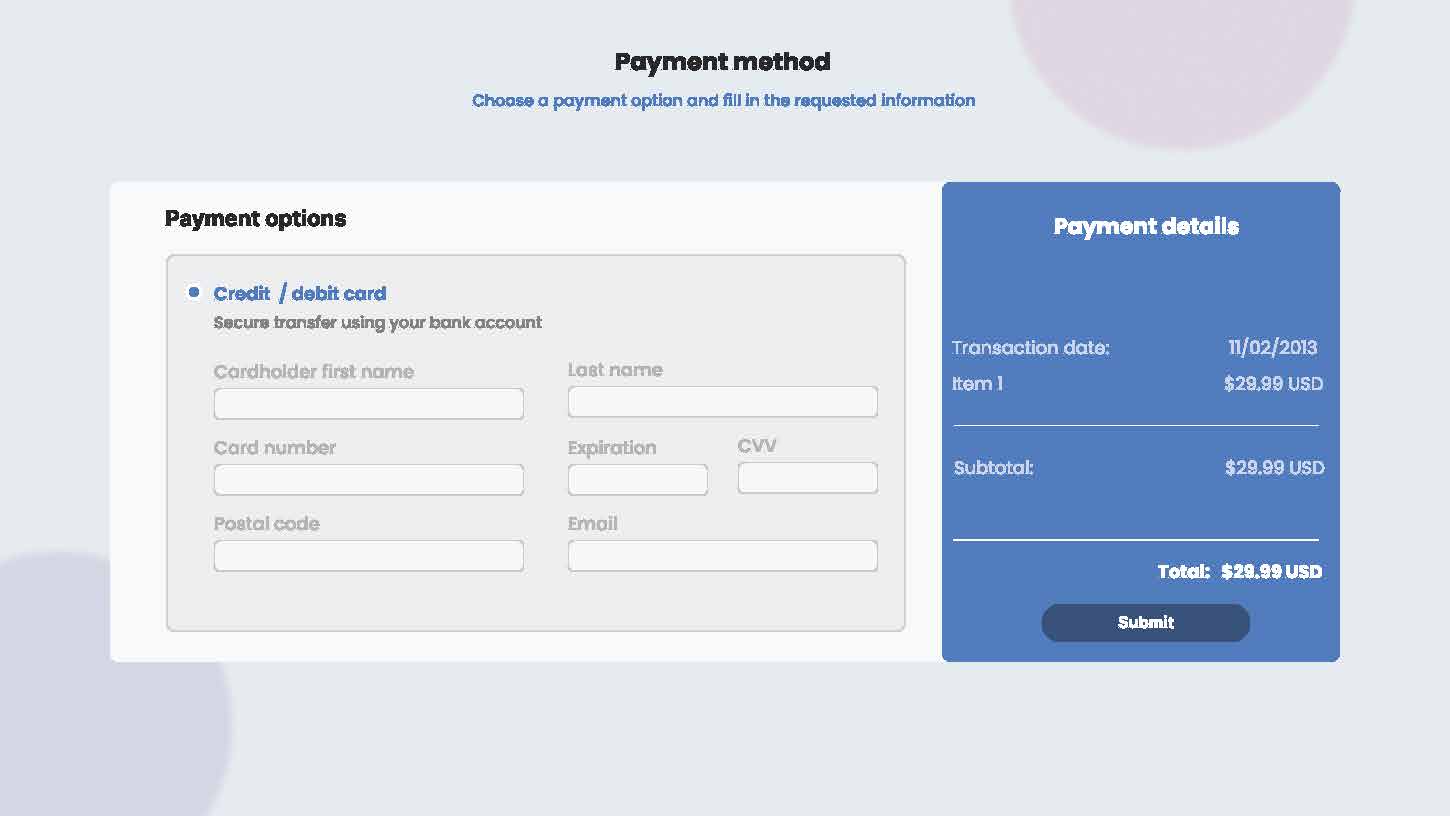 Payment method
Choose a payment option and fill in the requested information
Payment options
Credit / debit card
Secure transfer using your bank account
Cardholder first name
Last name
Card number
Expiration
CVV
Postal code
Email
Payment details
Transaction date: 11/02/2013
Item 1 $29.99 USD
Subtotal: $29.99 USD
Total: $29.99 USD
Submit